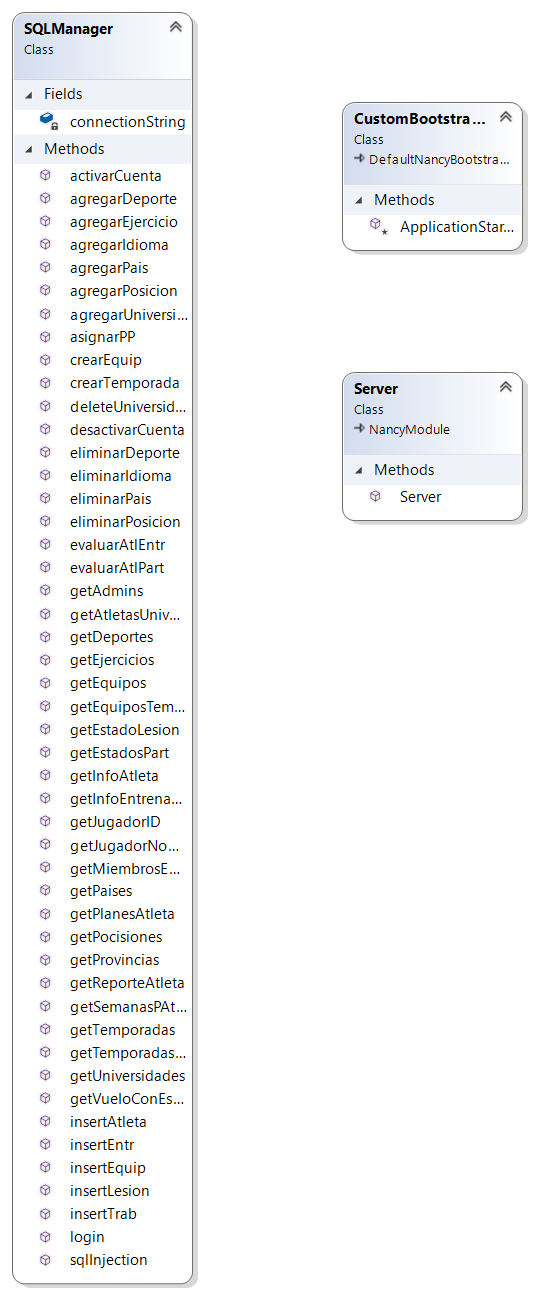 SQLManager
Class
Fields
connectionString
Methods
activarCuenta
agregarDeporte
agregarEjercicio
agregarIdioma
agregarPais
agregarPosicion
agregarUniversi...
asignarPP
crearEquip
crearTemporada
deleteUniversid...
desactivarCuenta
eliminarDeporte
eliminarIdioma
eliminarPais
eliminarPosicion
evaluarAtlEntr
evaluarAtlPart
getAdmins
getAtletasUniv...
getDeportes
getEjercicios
getEquipos
getEquiposTem...
getEstadoLesion
getEstadosPart
getInfoAtleta
getInfoEntrena...
getJugadorID
getJugadorNo...
getMiembrosE...
getPaises
getPlanesAtleta
getPocisiones
getProvincias
getReporteAtleta
getSemanasPAt...
getTemporadas
getTemporadas...
getUniversidades
getVueloConEs...
insertAtleta
insertEntr
insertEquip
insertLesion
insertTrab
login
sqlInjection
CustomBootstra...
Class
DefaultNancyBootstra...
Methods
ApplicationStar...
Server
Class
NancyModule
Methods
Server